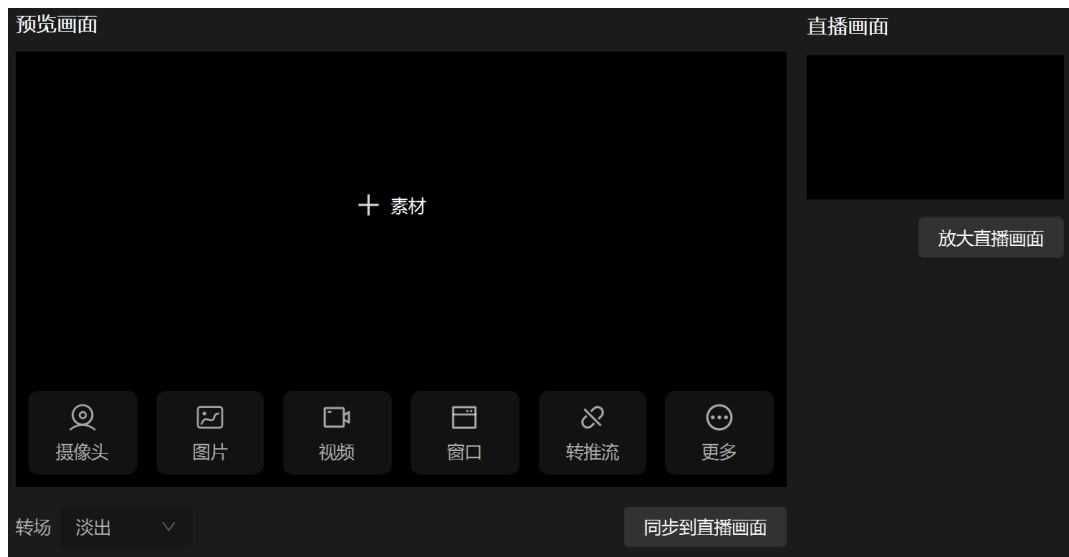 预览画面
直播画面
素材
放大直播画面
摄像头
图片
视频
窗口
转推流
更多
转场
淡出
同步到直播画面